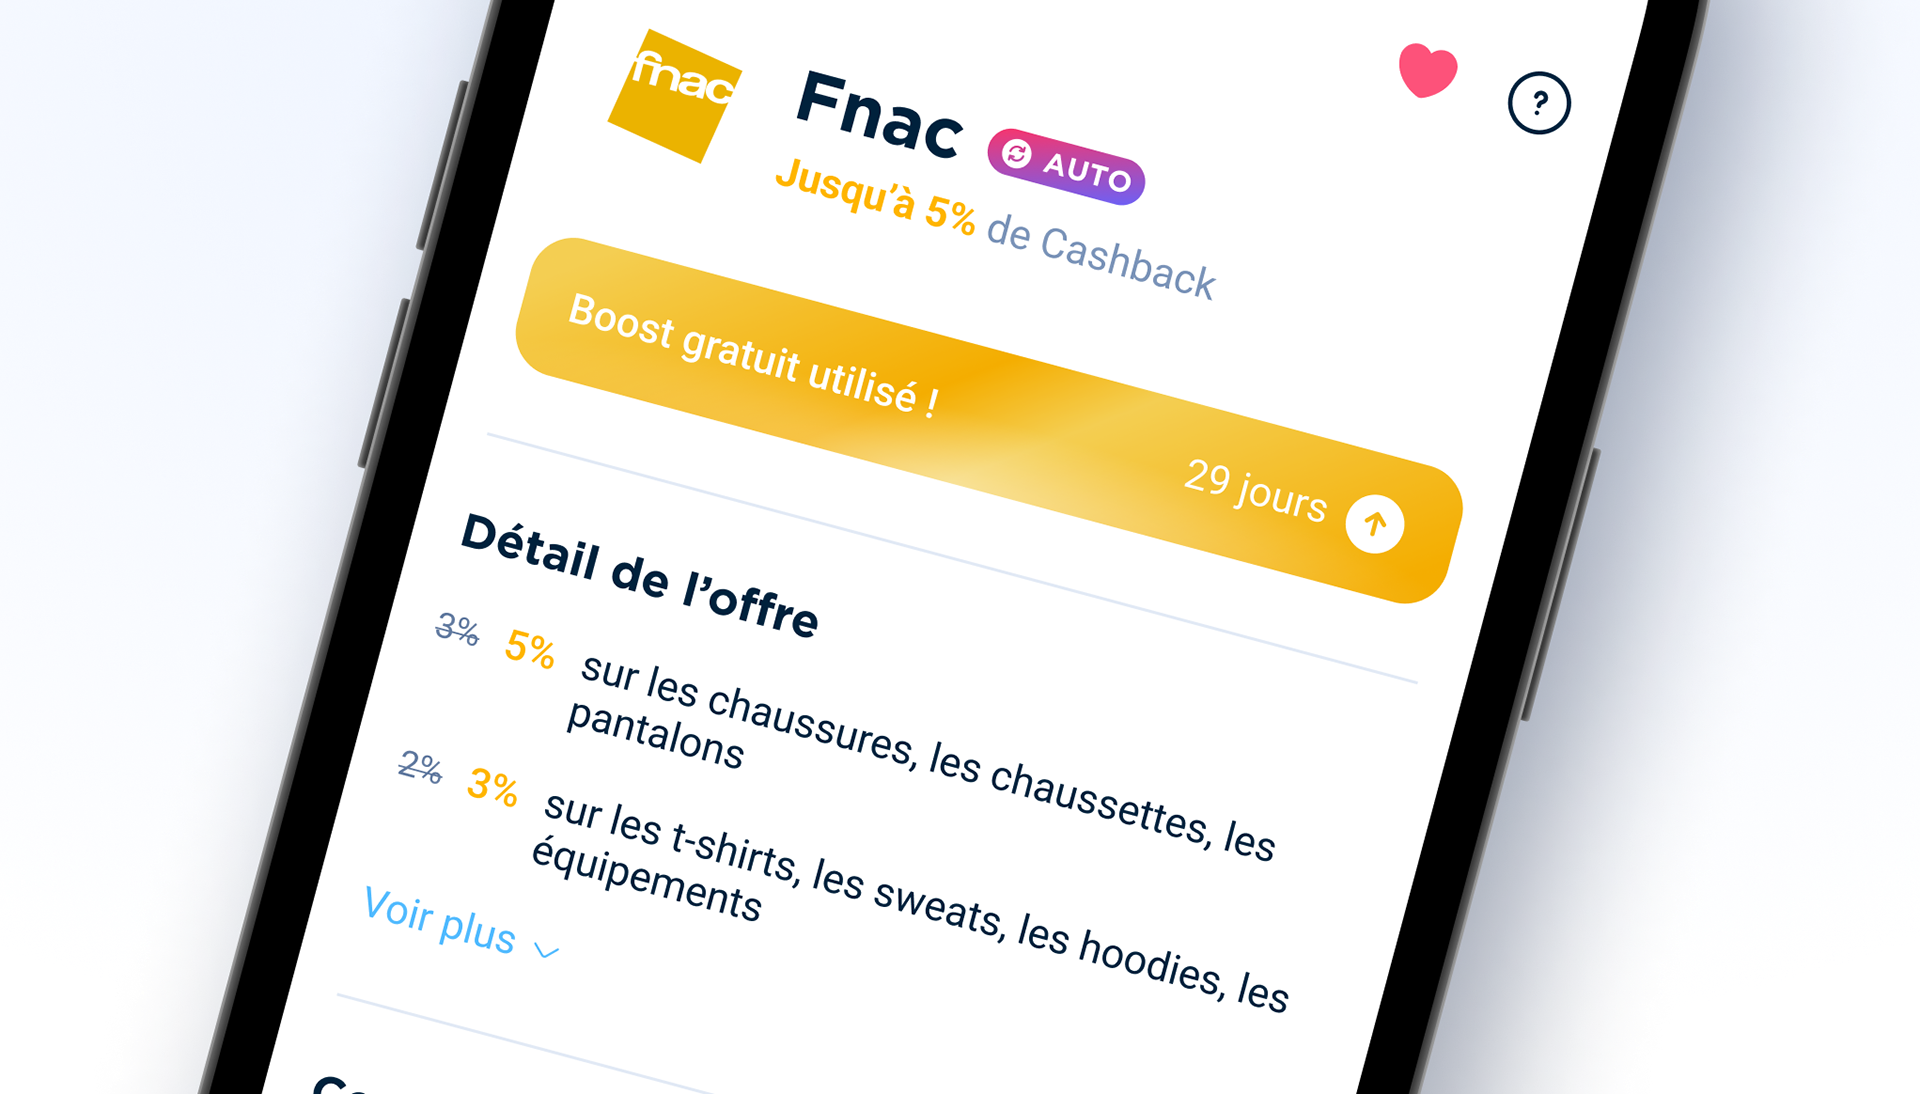 fnac
Fnac
AUTO
Jusqu’à 5% de Cashback
?
Boost gratuit utilisé !
29 jours
Détail de l’offre
3% 5% sur les chaussures, les chaussettes, les
pantalons
2% 3% sur les t-shirts, les sweats, les hoodies, les
équipements
Voir plus